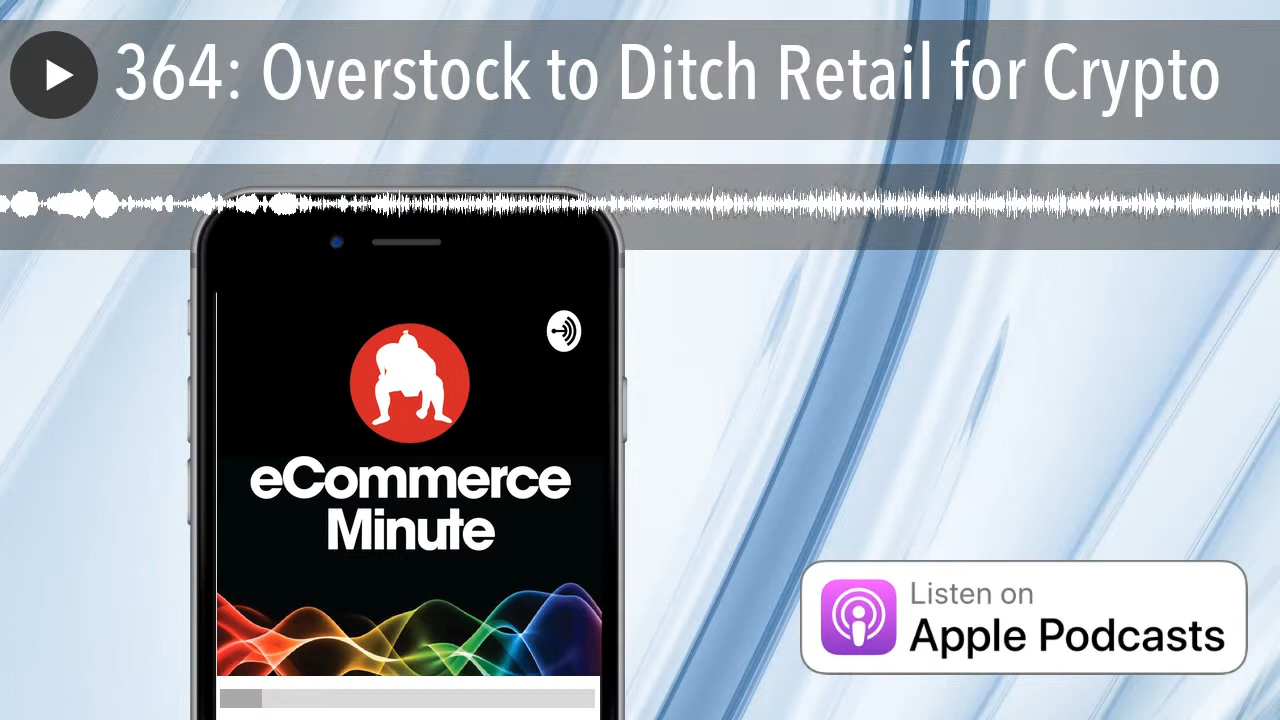 364: Overstock to Ditch Retail for Crypto
eCommerce
Minute
Listen on
Apple Podcasts